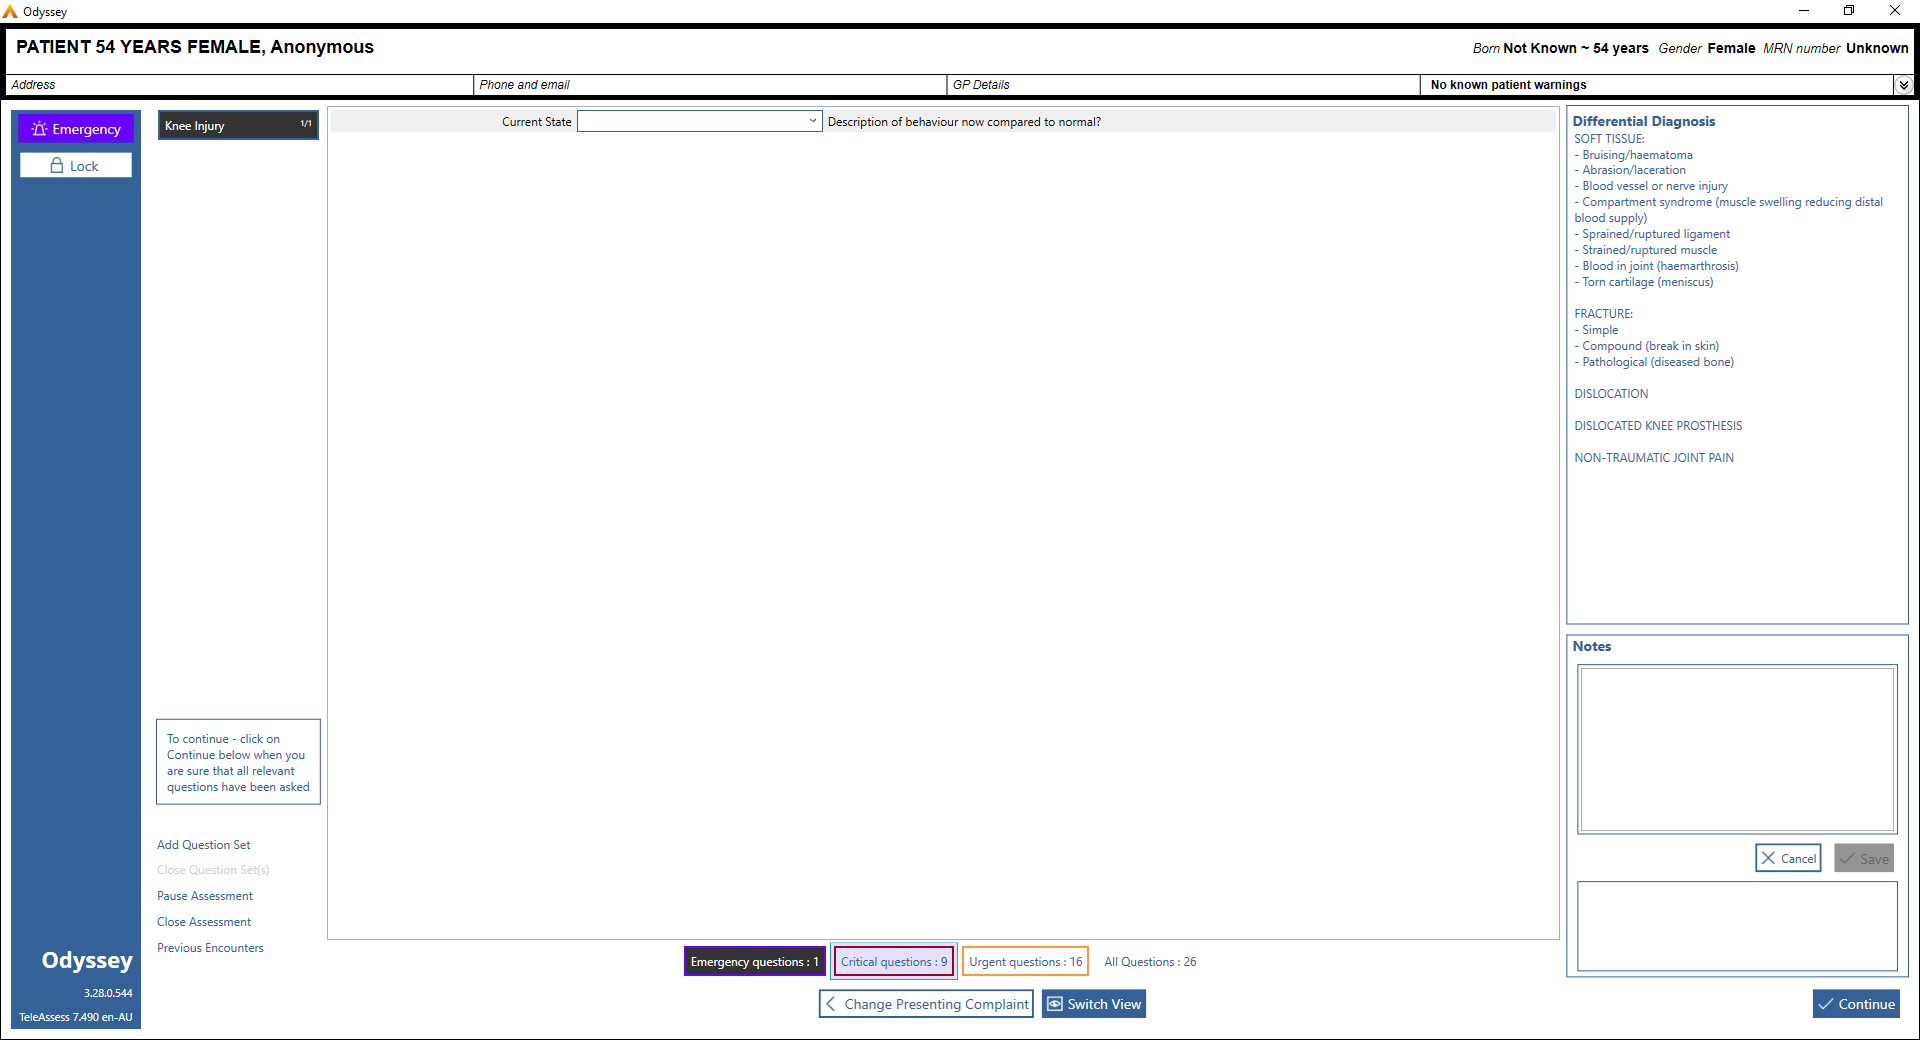 Odyssey
PATIENT 54 YEARS FEMALE, Anonymous
Born Not Known ~ 54 years Gender Female MRN number Unknown
Address
Phone and email
GP Details
No known patient warnings
Emergency
Lock
Knee Injury 1/1
Current State
Description of behaviour now compared to normal?
Differential Diagnosis
SOFT TISSUE:
- Bruising/haematoma
- Abrasion/laceration
- Blood vessel or nerve injury
- Compartment syndrome (muscle swelling reducing distal
blood supply)
- Sprained/ruptured ligament
- Strained/ruptured muscle
- Blood in joint (haemarthrosis)
- Torn cartilage (meniscus)
FRACTURE:
- Simple
- Compound (break in skin)
- Pathological (diseased bone)
DISLOCATION
DISLOCATED KNEE PROSTHESIS
NON-TRAUMATIC JOINT PAIN
Notes
Cancel
Save
To continue - click on
Continue below when you
are sure that all relevant
questions have been asked
Add Question Set
Close Question Set(s)
Pause Assessment
Close Assessment
Previous Encounters
Odyssey
3.28.0.544
TeleAssess 7.490 en-AU
Emergency questions : 1
Critical questions : 9
Urgent questions : 16
All Questions : 26
Change Presenting Complaint
Switch View
Continue